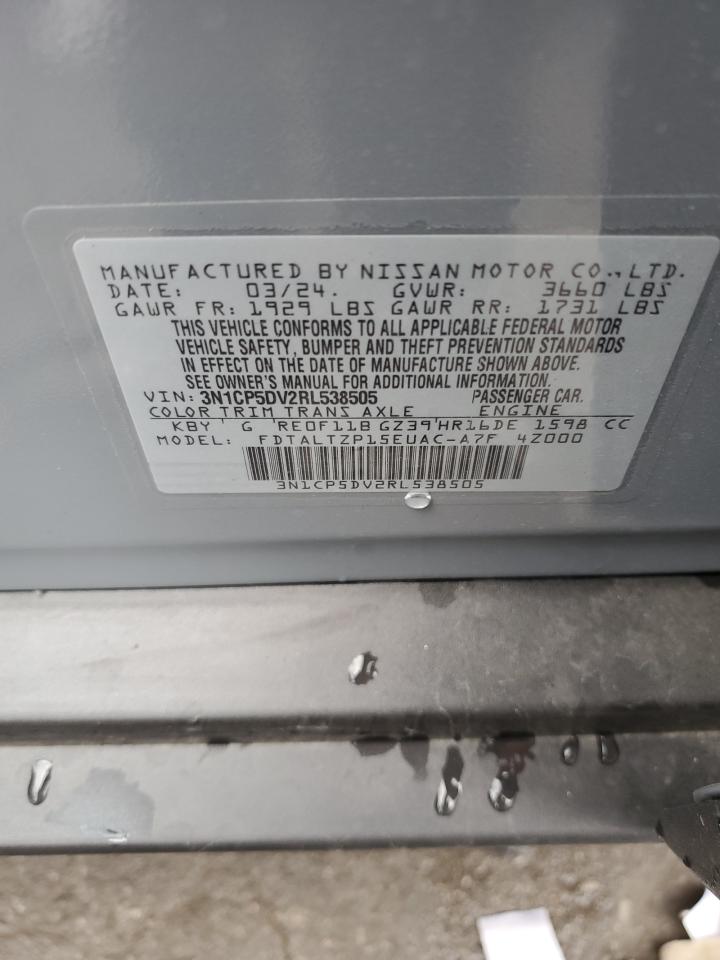 MANUFACTURED BY NISSAN MOTOR CO., LTD.
DATE: 03/24. GVWR: 3660 LBS
GAWR FR: 1929 LBS GAWR RR: 1731 LBS
THIS VEHICLE CONFORMS TO ALL APPLICABLE FEDERAL MOTOR
VEHICLE SAFETY, BUMPER AND THEFT PREVENTION STANDARDS
IN EFFECT ON THE DATE OF MANUFACTURE SHOWN ABOVE.
SEE OWNER'S MANUAL FOR ADDITIONAL INFORMATION.
VIN: 3N1CP5DV2RL538505 PASSENGER CAR.
COLOR TRIM TRANS AXLE ENGINE
KBY G RE0F11B GZ39 HR16DE 1598 CC
MODEL: FDTALTZP15EUAC-A7F 4Z000
3N1CP5DV2RL538505